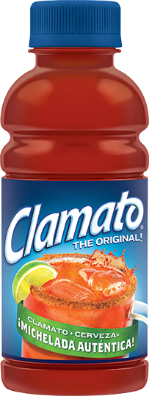 Clamato®
THE ORIGINAL!
CLAMATO + CERVEZA =
¡MICHELADA AUTÉNTICA!